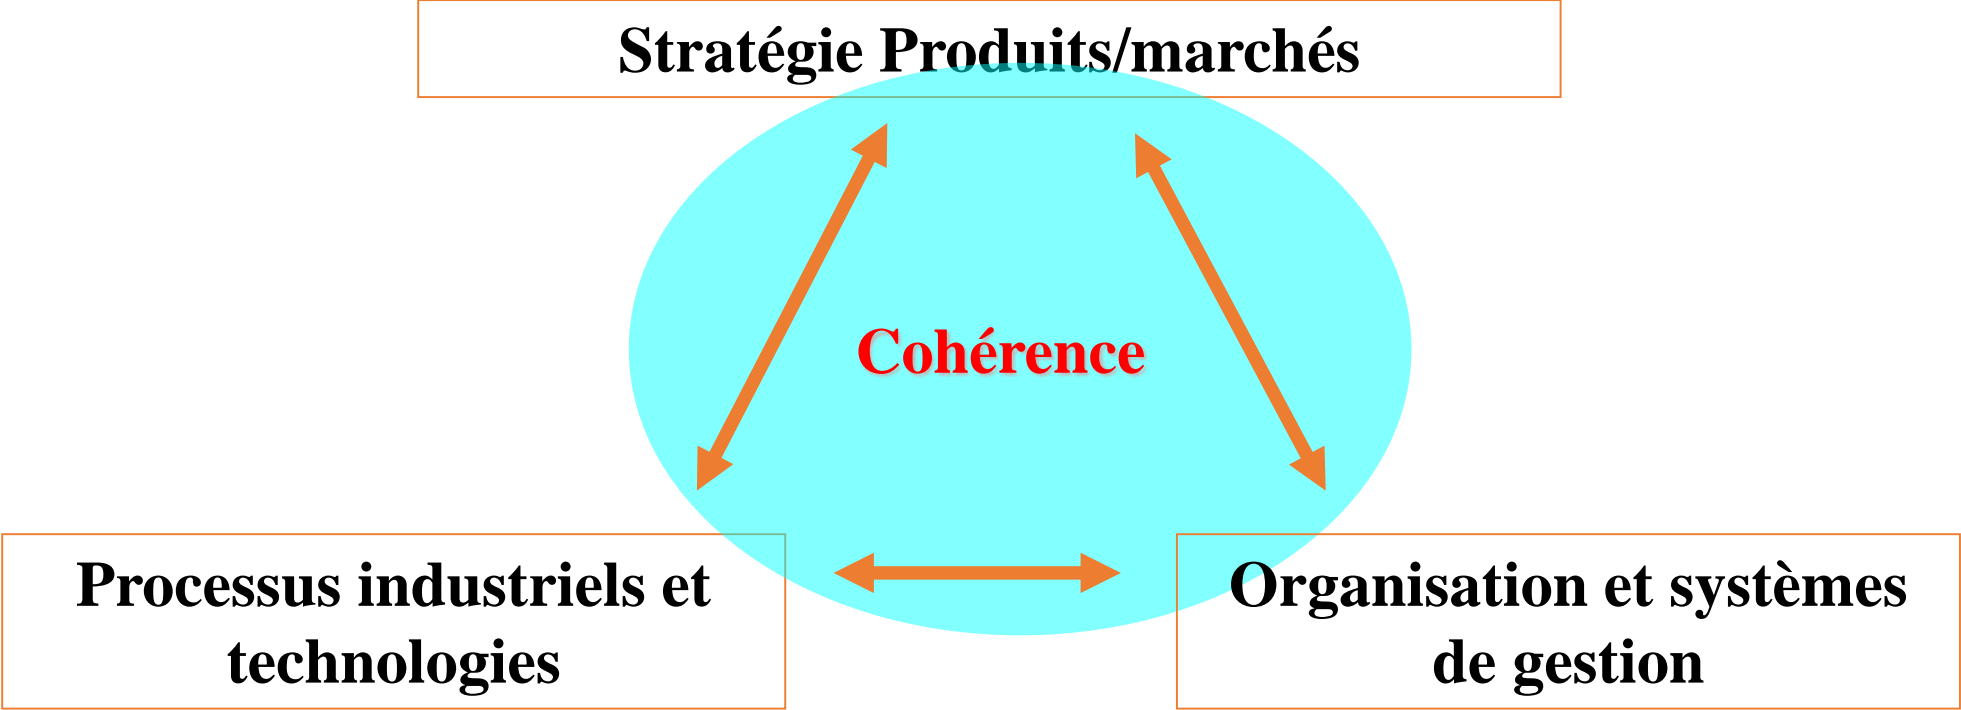 Stratégie Produits/marchés
Cohérence
Processus industriels et
technologies
Organisation et systèmes
de gestion